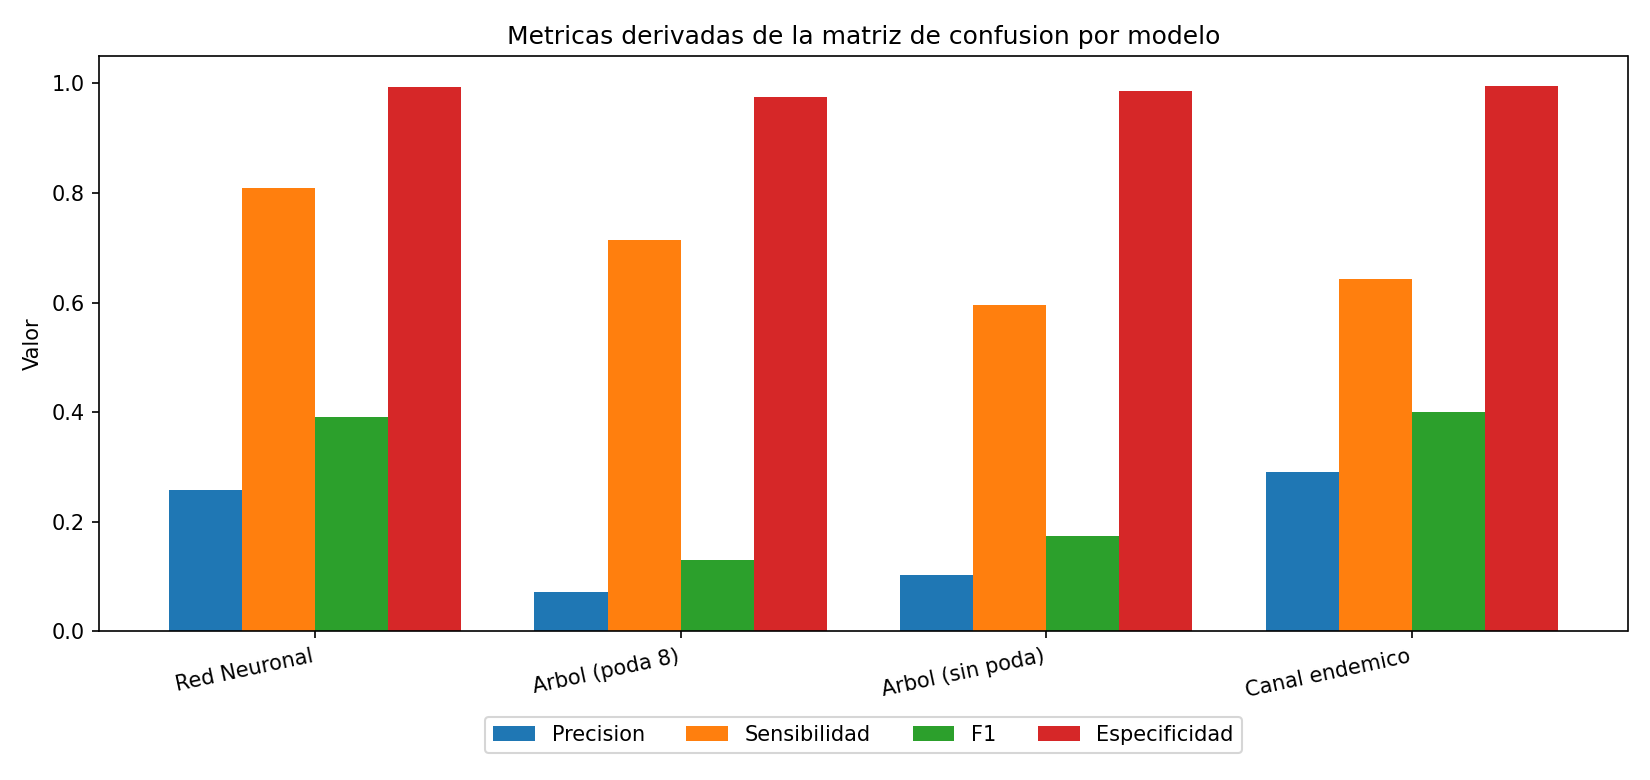 Metricas derivadas de la matriz de confusion por modelo
Valor
1.0
0.8
0.6
0.4
0.2
0.0
Red Neuronal
Arbol (poda 8)
Arbol (sin poda)
Canal endemico
Precision
Sensibilidad
F1
Especificidad